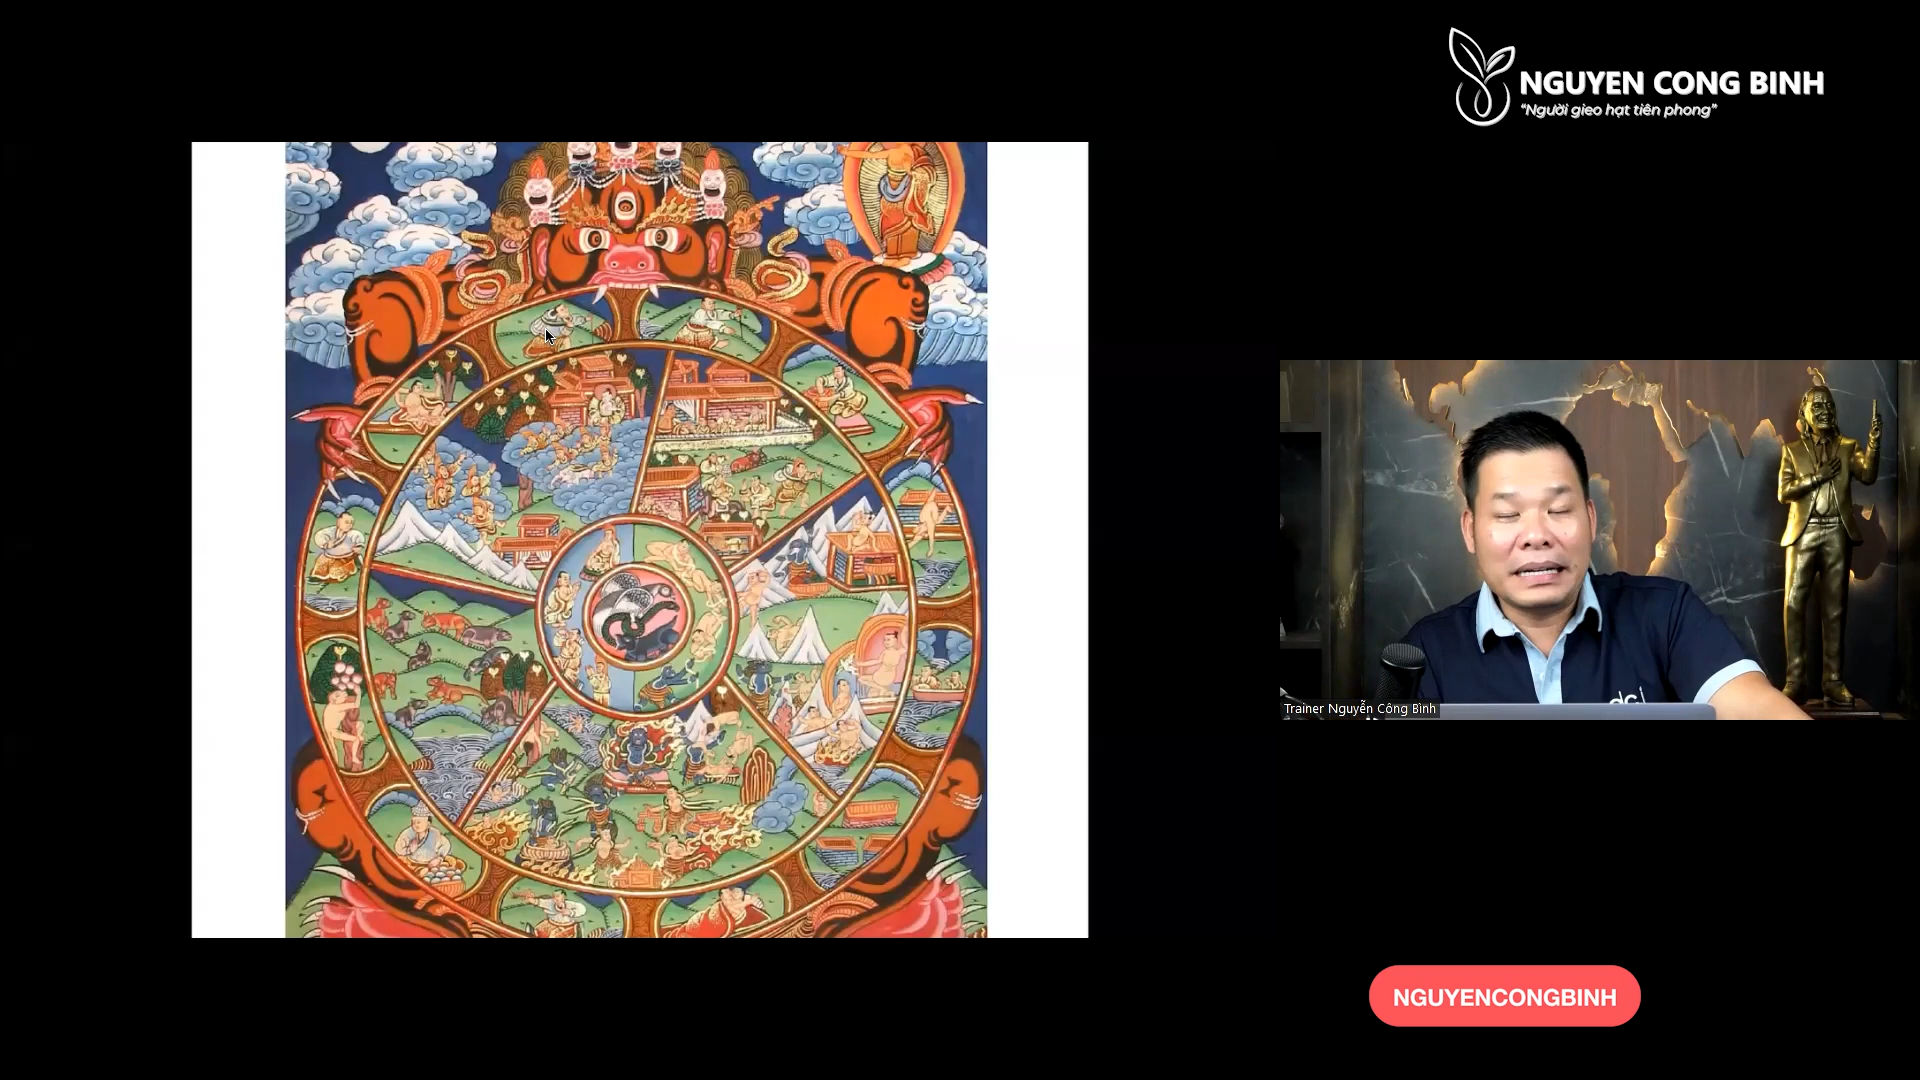 NGUYEN CONG BINH
“Người gieo hạt tiên phong”
Trainer Nguyễn Công Bình
NGUYENCONGBINH